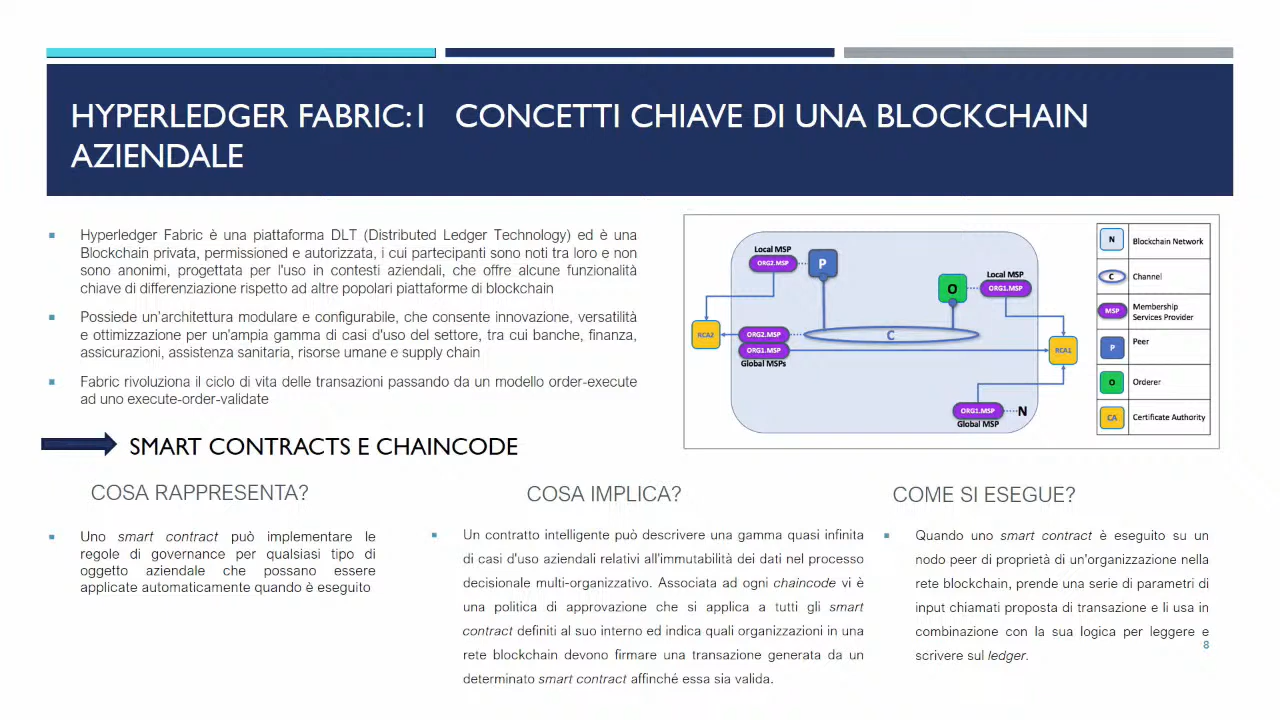 HYPERLEDGER FABRIC:1 CONCETTI CHIAVE DI UNA BLOCKCHAIN
AZIENDALE
Hyperledger Fabric è una piattaforma DLT (Distributed Ledger Technology) ed è una
Blockchain privata, permissioned e autorizzata, i cui partecipanti sono noti tra loro e non
sono anonimi, progettata per l'uso in contesti aziendali, che offre alcune funzionalità
chiave di differenziazione rispetto ad altre popolari piattaforme di blockchain
Possiede un'architettura modulare e configurabile, che consente innovazione, versatilità
e ottimizzazione per un'ampia gamma di casi d'uso del settore, tra cui banche, finanza,
assicurazioni, assistenza sanitaria, risorse umane e supply chain
Fabric rivoluziona il ciclo di vita delle transazioni passando da un modello order-execute
ad uno execute-order-validate
Local MSP
ORG2.MSP
P
O
Local MSP
ORG1.MSP
RCA2
ORG2.MSP
ORG1.MSP
Global MSPs
C
RCA1
ORG1.MSP
N
Global MSP
N Blockchain Network
C Channel
MSP Membership
Services Provider
P Peer
O Orderer
CA Certificate Authority
SMART CONTRACTS E CHAINCODE
COSA RAPPRESENTA?
Uno smart contract può implementare le
regole di governance per qualsiasi tipo di
oggetto aziendale che possano essere
applicate automaticamente quando è eseguito
COSA IMPLICA?
Un contratto intelligente può descrivere una gamma quasi infinita
di casi d'uso aziendali relativi all'immutabilità dei dati nel processo
decisionale multi-organizzativo. Associata ad ogni chaincode vi è
una politica di approvazione che si applica a tutti gli smart
contract definiti al suo interno ed indica quali organizzazioni in una
rete blockchain devono firmare una transazione generata da un
determinato smart contract affinché essa sia valida.
COME SI ESEGUE?
Quando uno smart contract è eseguito su un
nodo peer di proprietà di un'organizzazione nella
rete blockchain, prende una serie di parametri di
input chiamati proposta di transazione e li usa in
combinazione con la sua logica per leggere e
scrivere sul ledger.
8